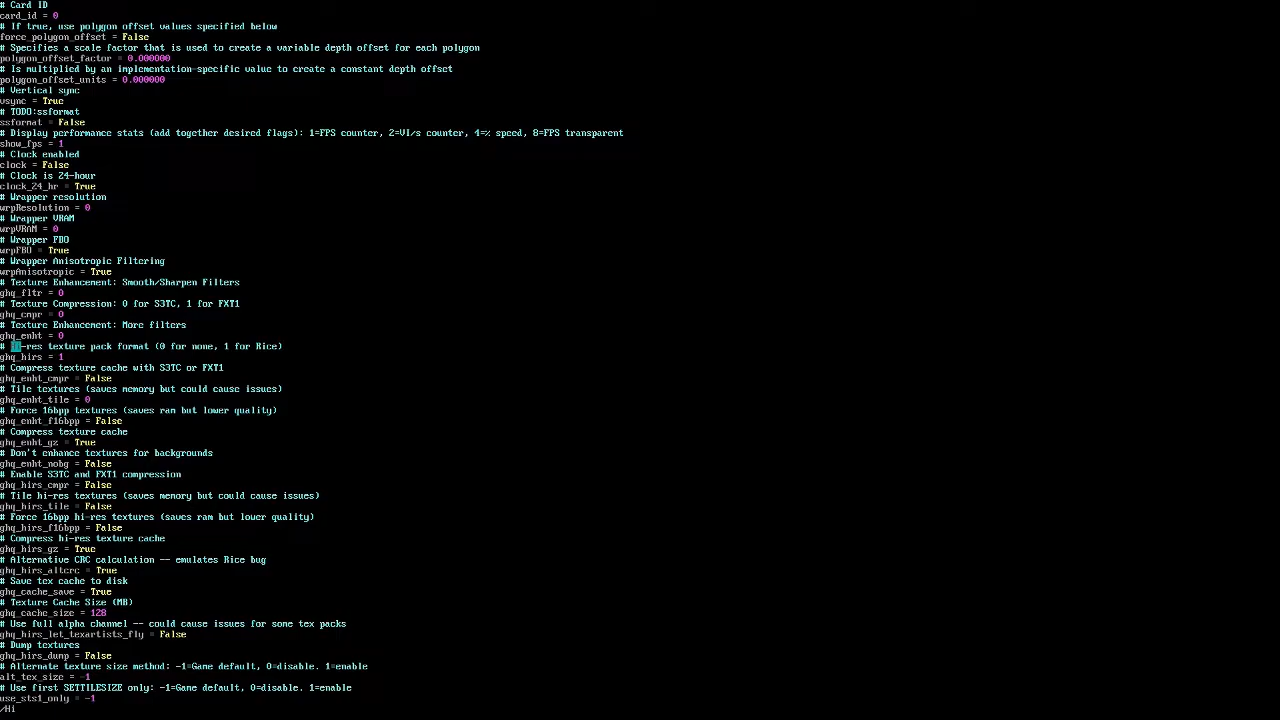 # Card ID
card_id = 0
# If true, use polygon offset values specified below
force_polygon_offset = False
# Specifies a scale factor that is used to create a variable depth offset for each polygon
polygon_offset_factor = 0.000000
# Is multiplied by an implementation-specific value to create a constant depth offset
polygon_offset_units = 0.000000
# Vertical sync
vsync = True
# TODO:ssformat
ssformat = False
# Display performance stats (add together desired flags): 1=FPS counter, 2=VI/s counter, 4=% speed, 8=FPS transparent
show_fps = 1
# Clock enabled
clock = False
# Clock is 24-hour
clock_24_hr = True
# Wrapper resolution
wrpResolution = 0
# Wrapper VRAM
wrpVRAM = 0
# Wrapper FBO
wrpFBO = True
# Wrapper Anisotropic Filtering
wrpAnisotropic = True
# Texture Enhancement: Smooth/Sharpen Filters
ghq_fltr = 0
# Texture Compression: 0 for S3TC, 1 for FXT1
ghq_cmpr = 0
# Texture Enhancement: More filters
ghq_enht = 0
# Hi-res texture pack format (0 for none, 1 for Rice)
ghq_hirs = 1
# Compress texture cache with S3TC or FXT1
ghq_enht_cmpr = False
# Tile textures (saves memory but could cause issues)
ghq_enht_tile = 0
# Force 16bpp textures (saves ram but lower quality)
ghq_enht_f16bpp = False
# Compress texture cache
ghq_enht_gz = True
# Don't enhance textures for backgrounds
ghq_enht_nobg = False
# Enable S3TC and FXT1 compression
ghq_hirs_cmpr = False
# Tile hi-res textures (saves memory but could cause issues)
ghq_hirs_tile = False
# Force 16bpp hi-res textures (saves ram but lower quality)
ghq_hirs_f16bpp = False
# Compress hi-res texture cache
ghq_hirs_gz = True
# Alternative CRC calculation -- emulates Rice bug
ghq_hirs_altcrc = True
# Save tex cache to disk
ghq_cache_save = True
# Texture Cache Size (MB)
ghq_cache_size = 128
# Use full alpha channel -- could cause issues for some tex packs
ghq_hirs_let_texartists_fly = False
# Dump textures
ghq_hirs_dump = False
# Alternate texture size method: -1=Game default, 0=disable. 1=enable
alt_tex_size = -1
# Use first SETTILESIZE only: -1=Game default, 0=disable. 1=enable
use_sts1_only = -1
/Hi